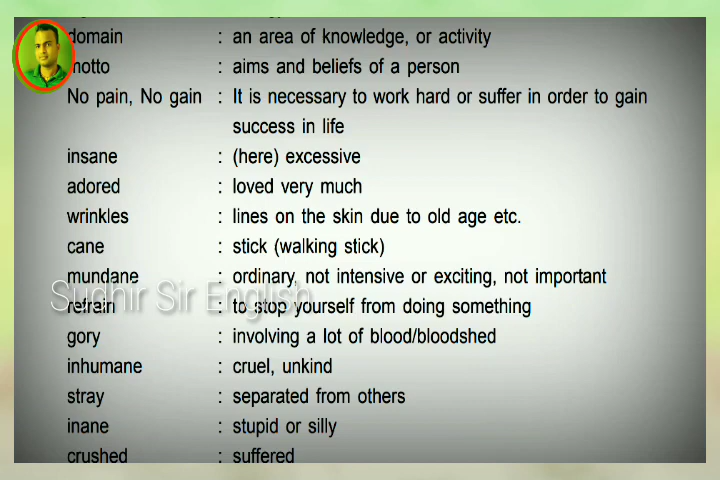 domain : an area of knowledge, or activity
motto : aims and beliefs of a person
No pain, No gain : It is necessary to work hard or suffer in order to gain
success in life
insane : (here) excessive
adored : loved very much
wrinkles : lines on the skin due to old age etc.
cane : stick (walking stick)
mundane : ordinary, not intensive or exciting, not important
Sudhir Sir English
refrain : to stop yourself from doing something
gory : involving a lot of blood/bloodshed
inhumane : cruel, unkind
stray : separated from others
inane : stupid or silly
crushed : suffered